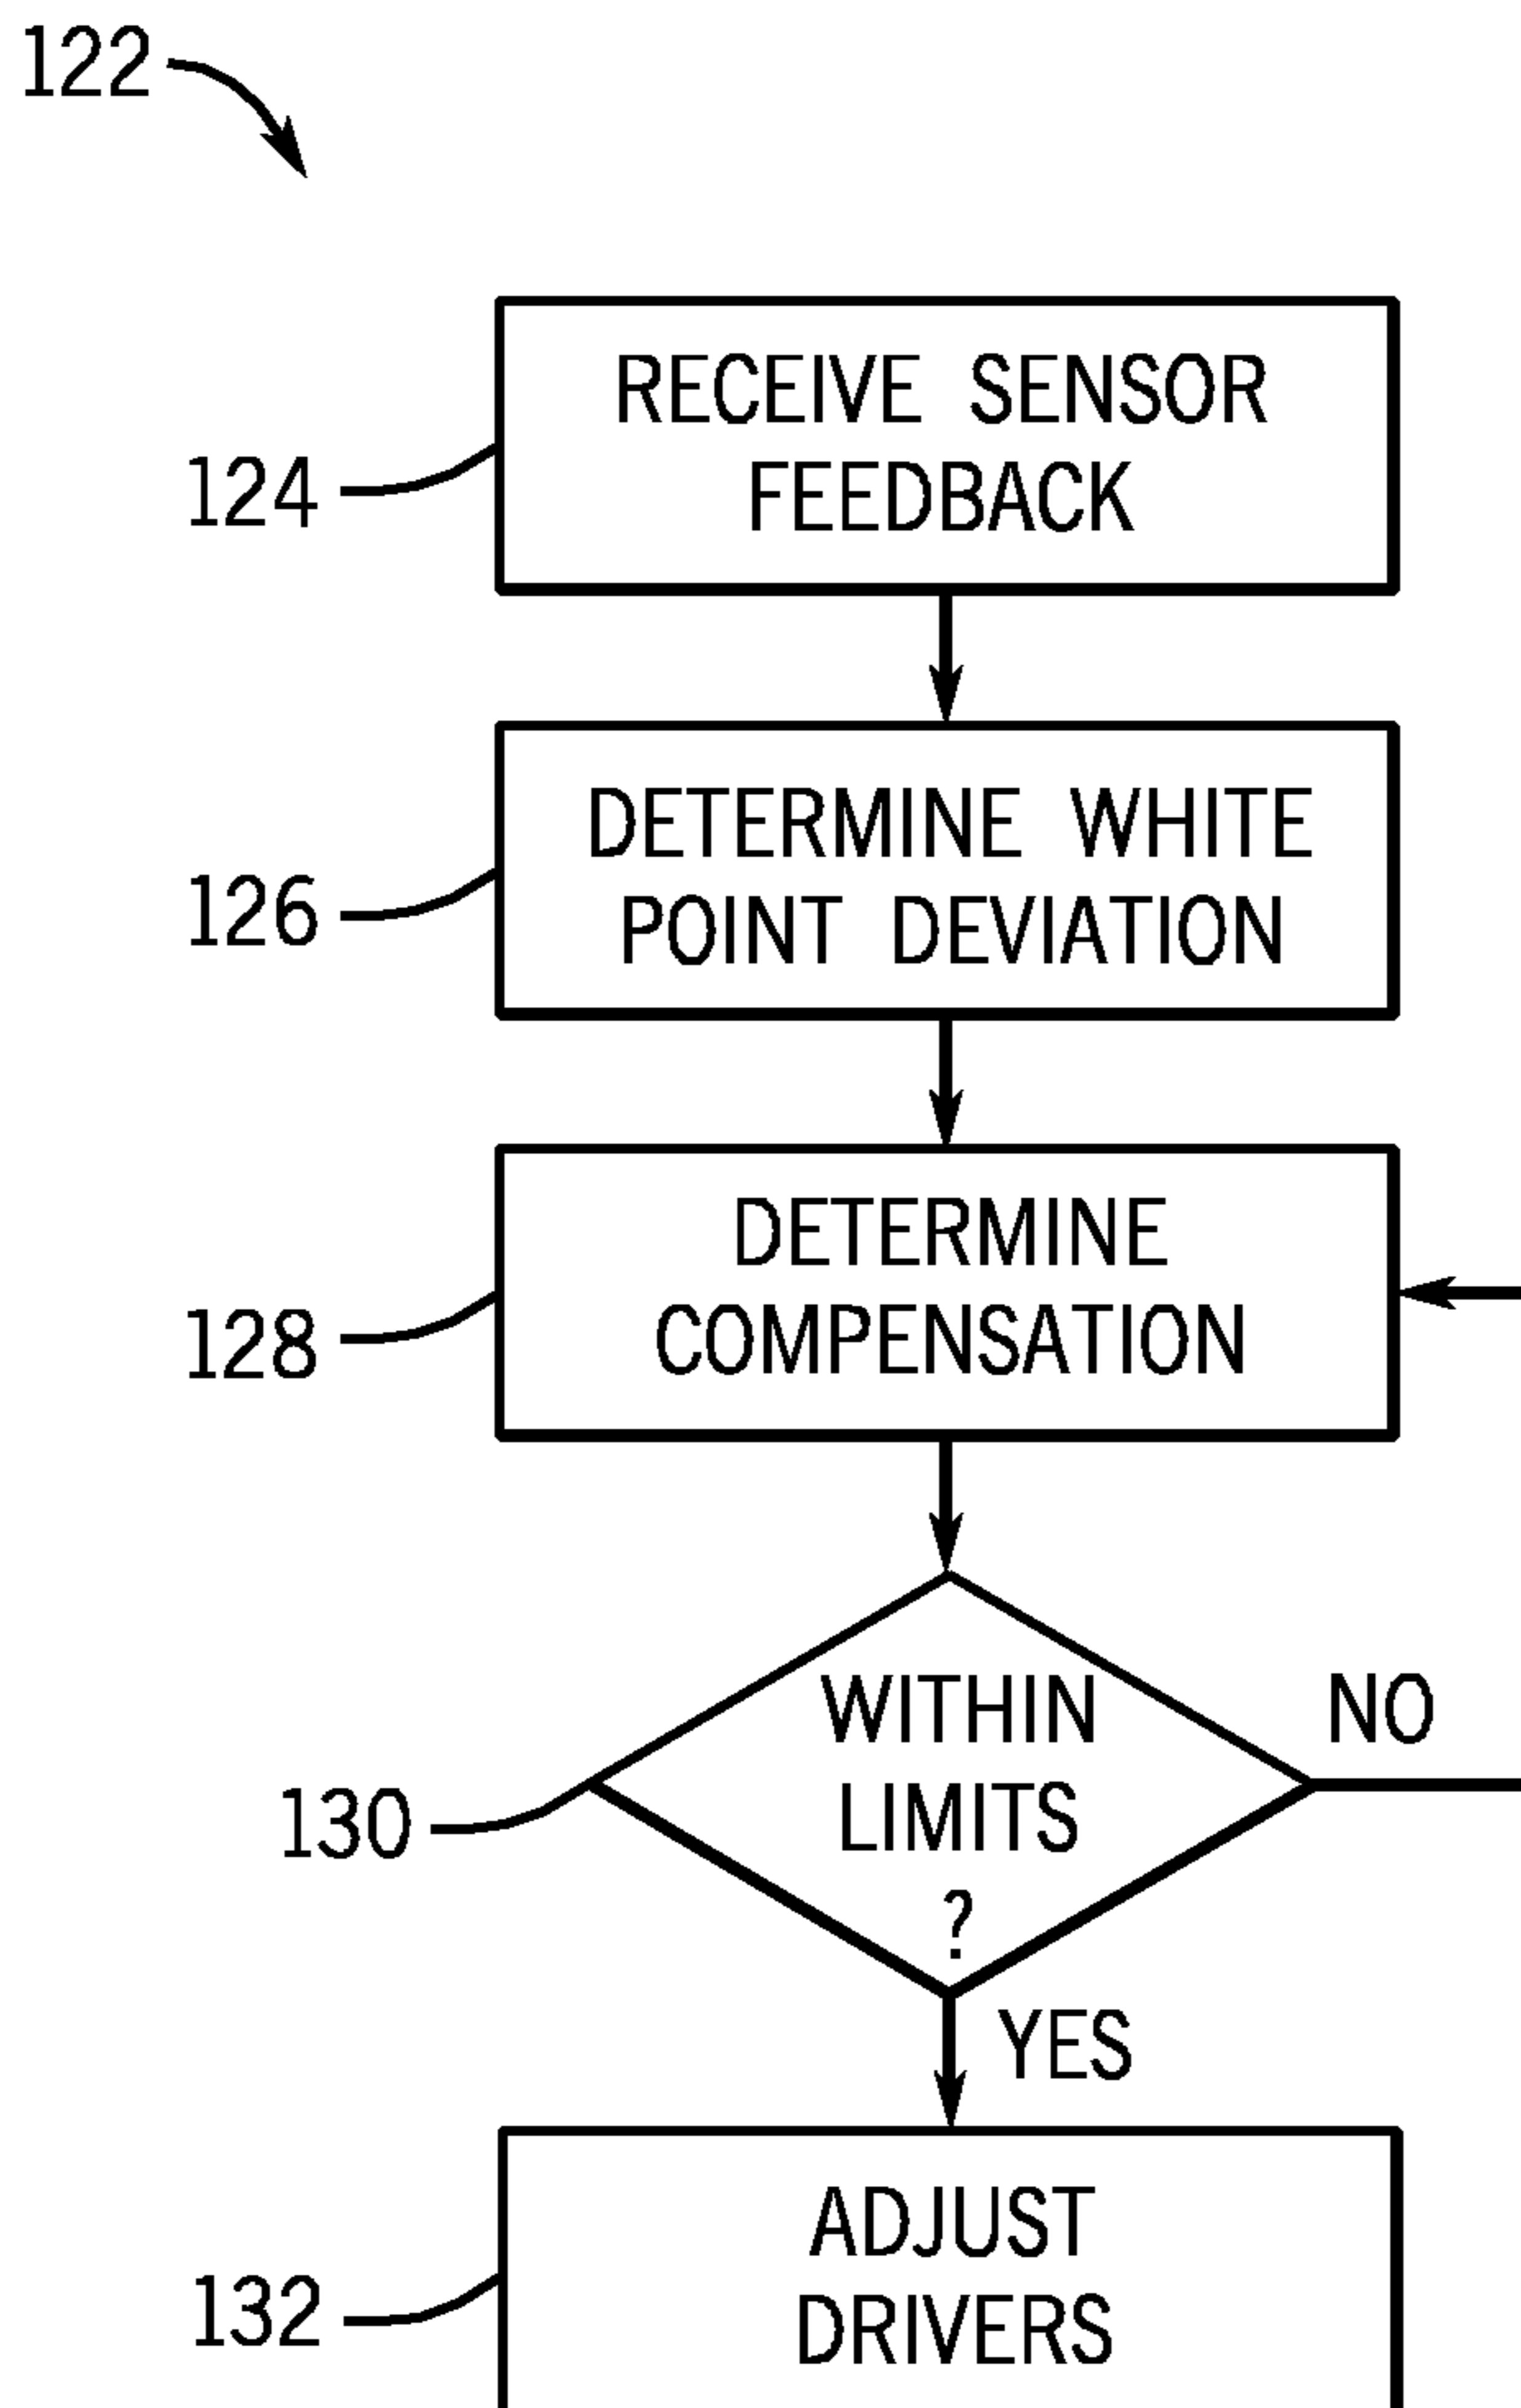 122
RECEIVE SENSOR
FEEDBACK
124
DETERMINE WHITE
POINT DEVIATION
126
DETERMINE
COMPENSATION
128
WITHIN
LIMITS
?
NO
130
YES
ADJUST
DRIVERS
132